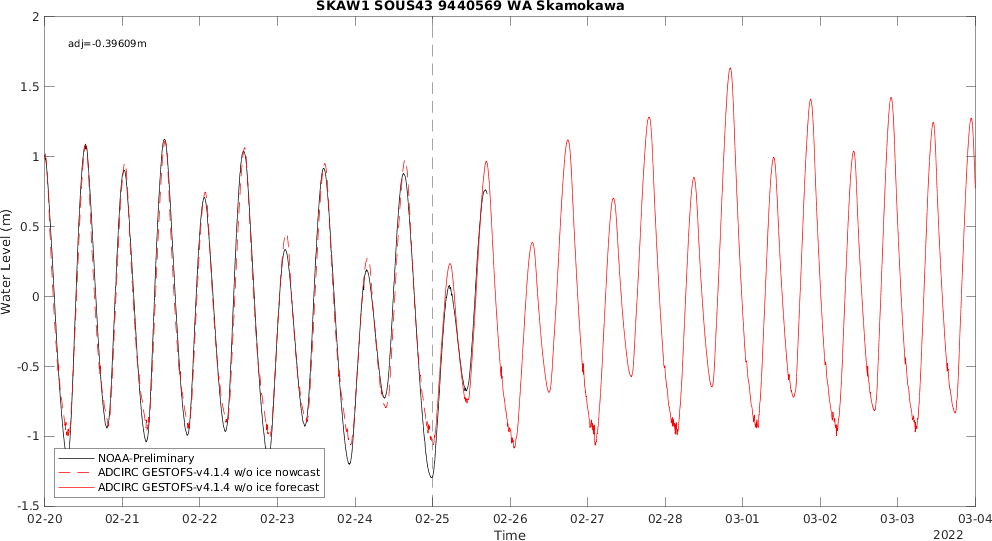 SKAW1 SOUS43 9440569 WA Skamokawa
adj=-0.39609m
2
1.5
1
0.5
0
-0.5
-1
-1.5
Water Level (m)
NOAA-Preliminary
ADCIRC GESTOFS-v4.1.4 w/o ice nowcast
ADCIRC GESTOFS-v4.1.4 w/o ice forecast
02-20 02-21 02-22 02-23 02-24 02-25 02-26 02-27 02-28 03-01 03-02 03-03 03-04
Time
2022